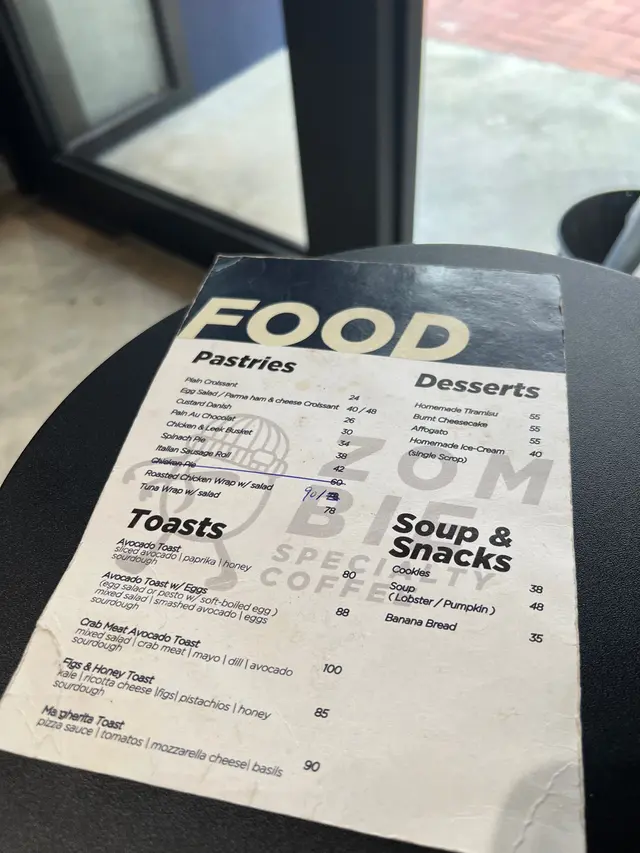 FOOD
Pastries
Plain Croissant 24
Egg Salad / Parma ham & cheese Croissant 40 / 48
Custard Danish 26
Pain Au Chocolat 30
Chicken & Leek Busket 34
Spinach Pie 38
Italian Sausage Roll 42
Chicken Pie 60
Roasted Chicken Wrap w/ salad 90/
Tuna Wrap w/ salad 78
Toasts
Avocado Toast
sliced avocado | paprika | honey
sourdough 80
Avocado Toast w/ Eggs
(egg salad or pesto w/ soft-boiled egg)
mixed salad | smashed avocado | eggs 88
sourdough
Crab Meat Avocado Toast
mixed salad | crab meat | mayo | dill | avocado 100
sourdough
Figs & Honey Toast
kale | ricotta cheese |figs| pistachios | honey 85
sourdough
Margherita Toast
pizza sauce | tomatos | mozzarella cheese| basils 90
Desserts
Homemade Tiramisu 55
Burnt Cheesecake 55
Affogato 55
Homemade Ice-Cream 40
(single Scrop)
Soup &
Snacks
Cookies 38
Soup 48
( Lobster / Pumpkin )
Banana Bread 35
ZOM
BIE
SPECIALTY
COFFEE